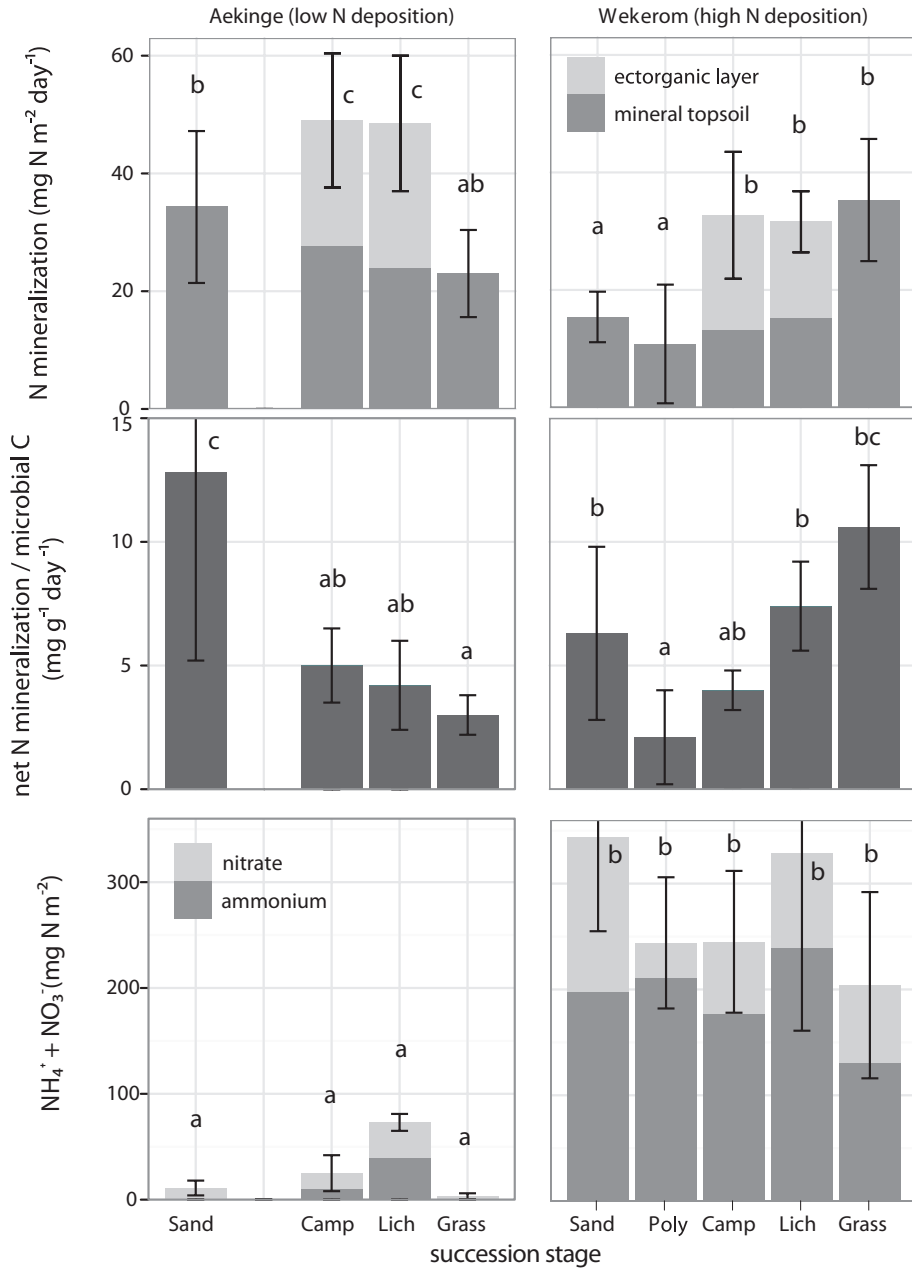 Aekinge (low N deposition)
Wekerom (high N deposition)
N mineralization (mg N m⁻² day⁻¹)
60
40
20
0
b
c
c
ab
ectorganic layer
mineral topsoil
a
a
b
b
b
net N mineralization / microbial C
(mg g⁻¹ day⁻¹)
15
10
5
0
c
ab
ab
a
b
a
ab
b
bc
NH₄⁺ + NO₃⁻(mg N m⁻²)
300
200
100
0
nitrate
ammonium
a
a
a
a
b
b
b
b
b
Sand
Camp
Lich
Grass
Sand
Poly
Camp
Lich
Grass
succession stage